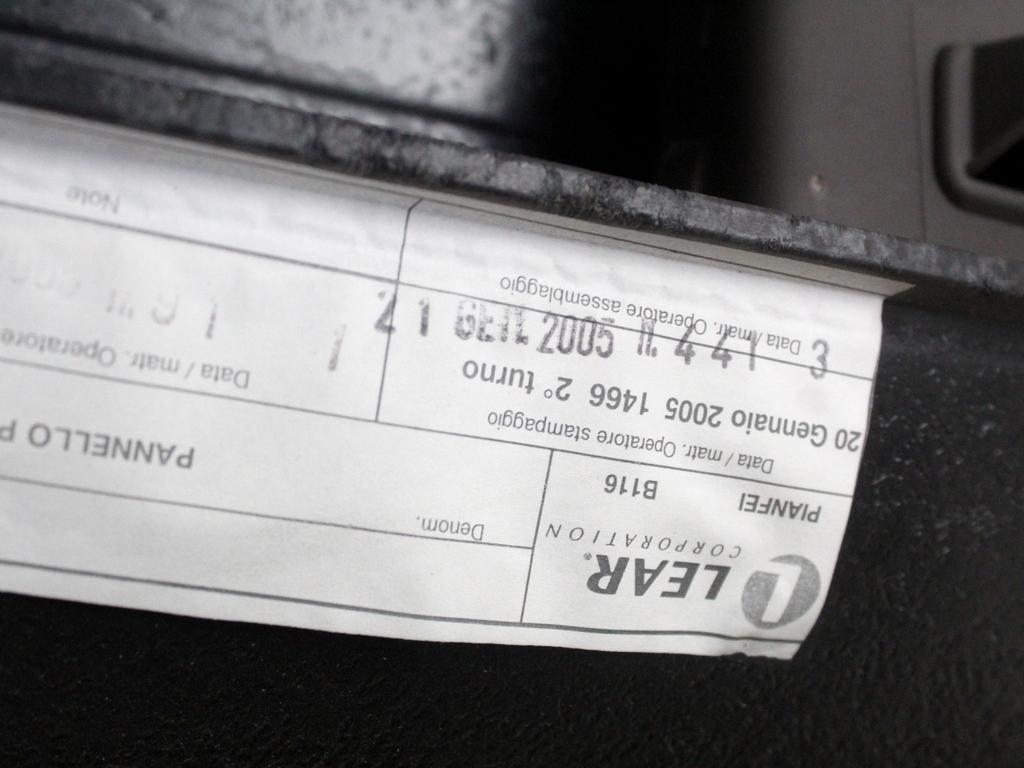 L LEAR®
CORPORATION
PIANFEI B116
Denom.
PANNELLO P
Data / matr. Operatore stampaggio
20 Gennaio 2005 1466 2° turno
Data / matr. Operatore
Data / matr. Operatore assemblaggio
21 GEN. 2005 N. 441 3
Note